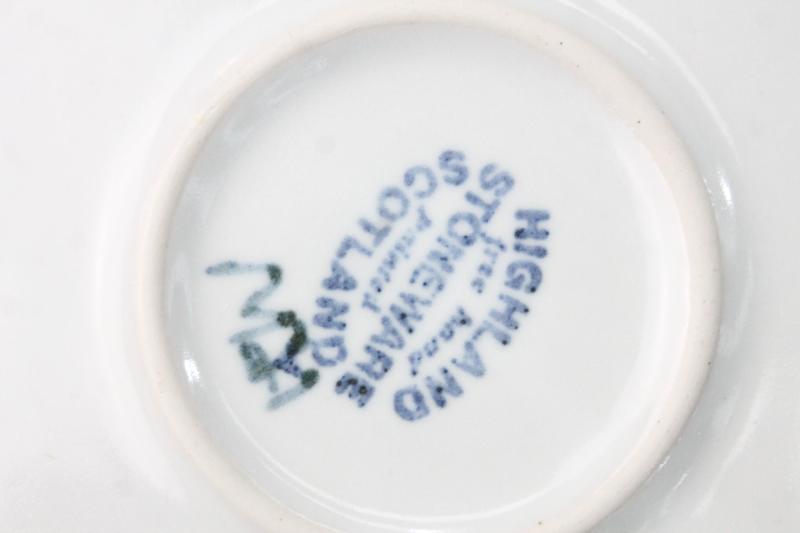 HIGHLAND
free hand
STONEWARE
painted
SCOTLAND